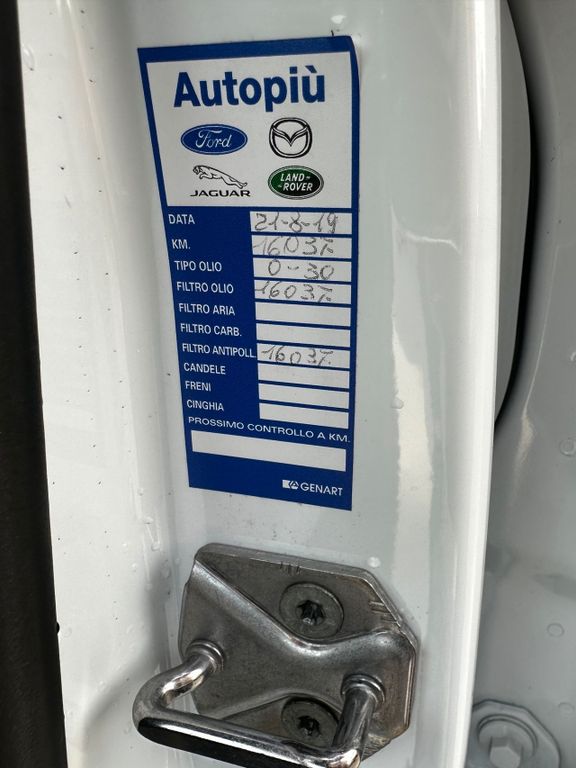 Autopiù
Ford
JAGUAR
LAND-
ROVER
DATA 21-8-19
KM. 16037
TIPO OLIO 0-30
FILTRO OLIO 16037
FILTRO ARIA
FILTRO CARB.
FILTRO ANTIPOLL 16037
CANDELE
FRENI
CINGHIA
PROSSIMO CONTROLLO A KM.
GENART